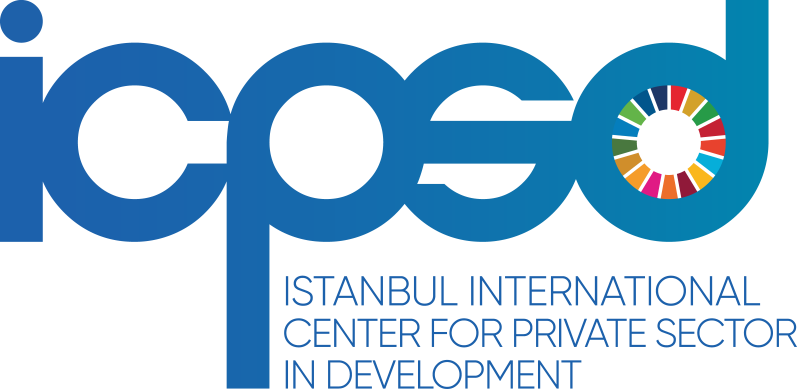 icpsd
ISTANBUL INTERNATIONAL
CENTER FOR PRIVATE SECTOR
IN DEVELOPMENT